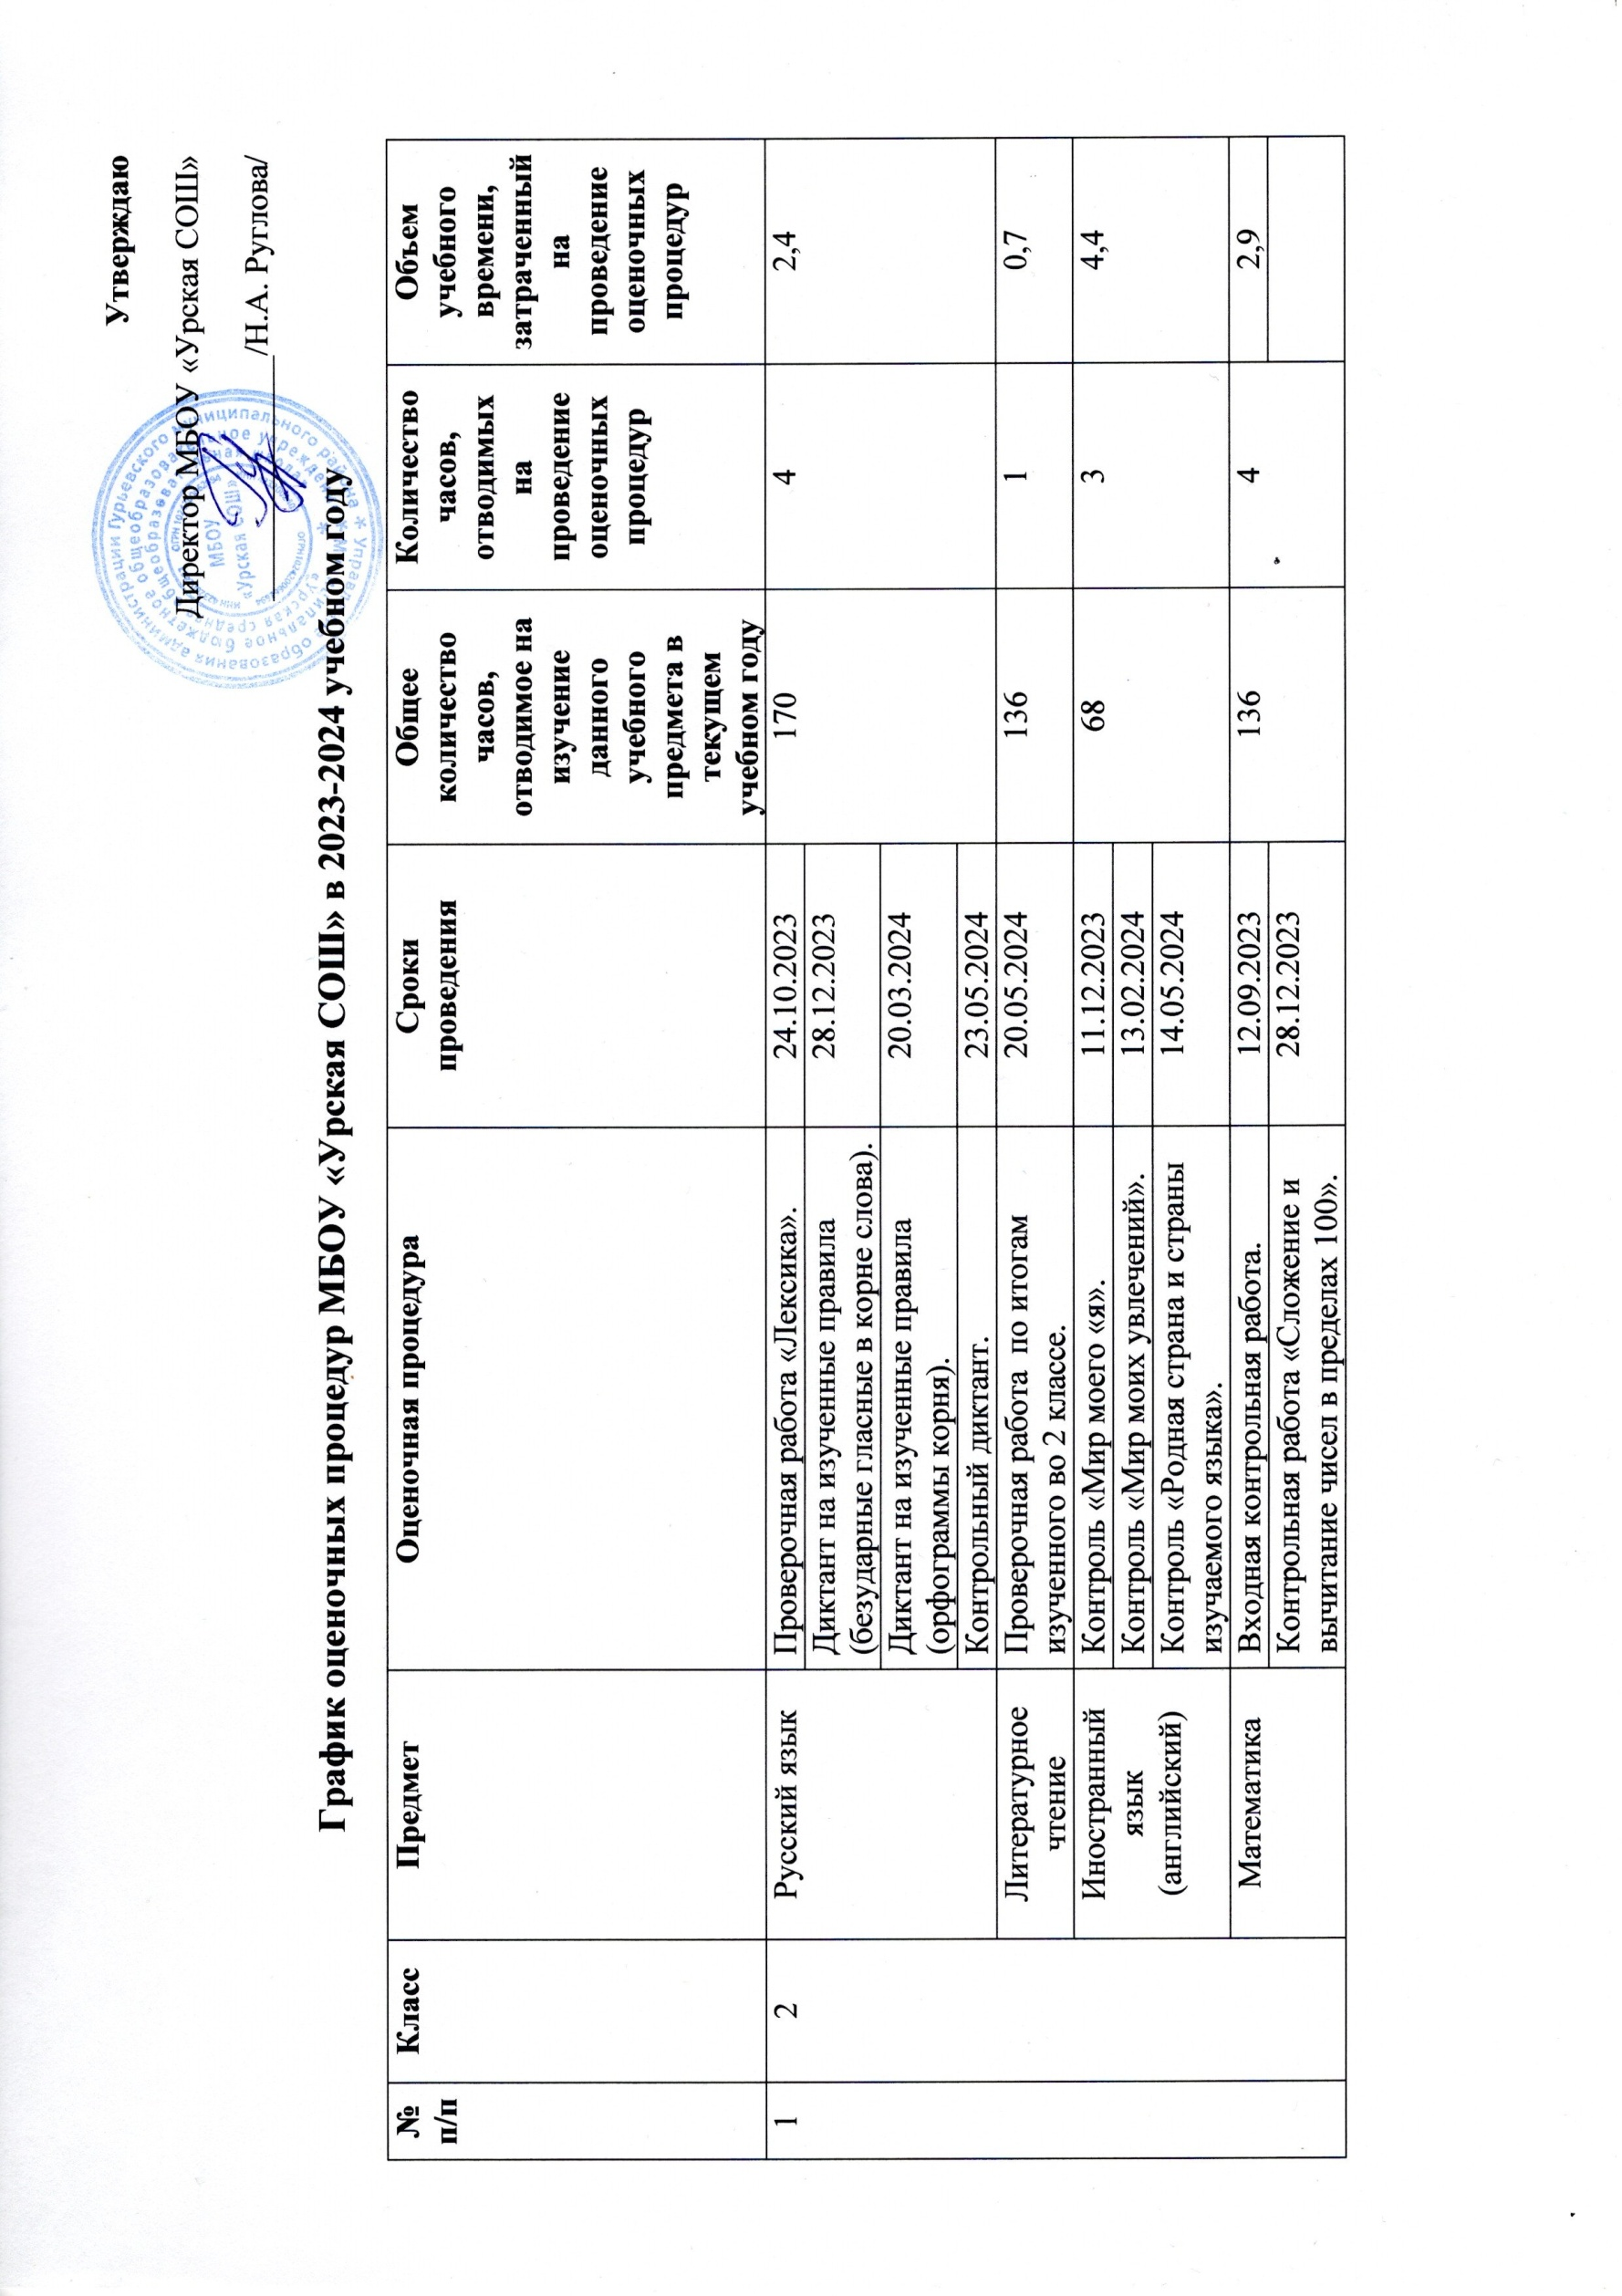 Утверждаю
Директор МБОУ «Урская СОШ»
/Н.А. Руглова/
МБОУ
«Урская СОШ»
График оценочных процедур МБОУ «Урская СОШ» в 2023-2024 учебном году
№
п/п
Класс
Предмет
Оценочная процедура
Сроки
проведения
Общее
количество
часов,
отводимое на
изучение
данного
учебного
предмета в
текущем
учебном году
Количество
часов,
отводимых
на
проведение
оценочных
процедур
Объем
учебного
времени,
затраченный
на
проведение
оценочных
процедур
1
2
Русский язык
Проверочная работа «Лексика».
24.10.2023
170
4
2,4
Диктант на изученные правила
(безударные гласные в корне слова).
28.12.2023
Диктант на изученные правила
(орфограммы корня).
20.03.2024
Контрольный диктант.
23.05.2024
Литературное
чтение
Проверочная работа по итогам
изученного во 2 классе.
20.05.2024
136
1
0,7
Иностранный
язык
(английский)
Контроль «Мир моего «я».
11.12.2023
68
3
4,4
Контроль «Мир моих увлечений».
13.02.2024
Контроль «Родная страна и страны
изучаемого языка».
14.05.2024
Математика
Входная контрольная работа.
12.09.2023
136
4
2,9
Контрольная работа «Сложение и
вычитание чисел в пределах 100».
28.12.2023